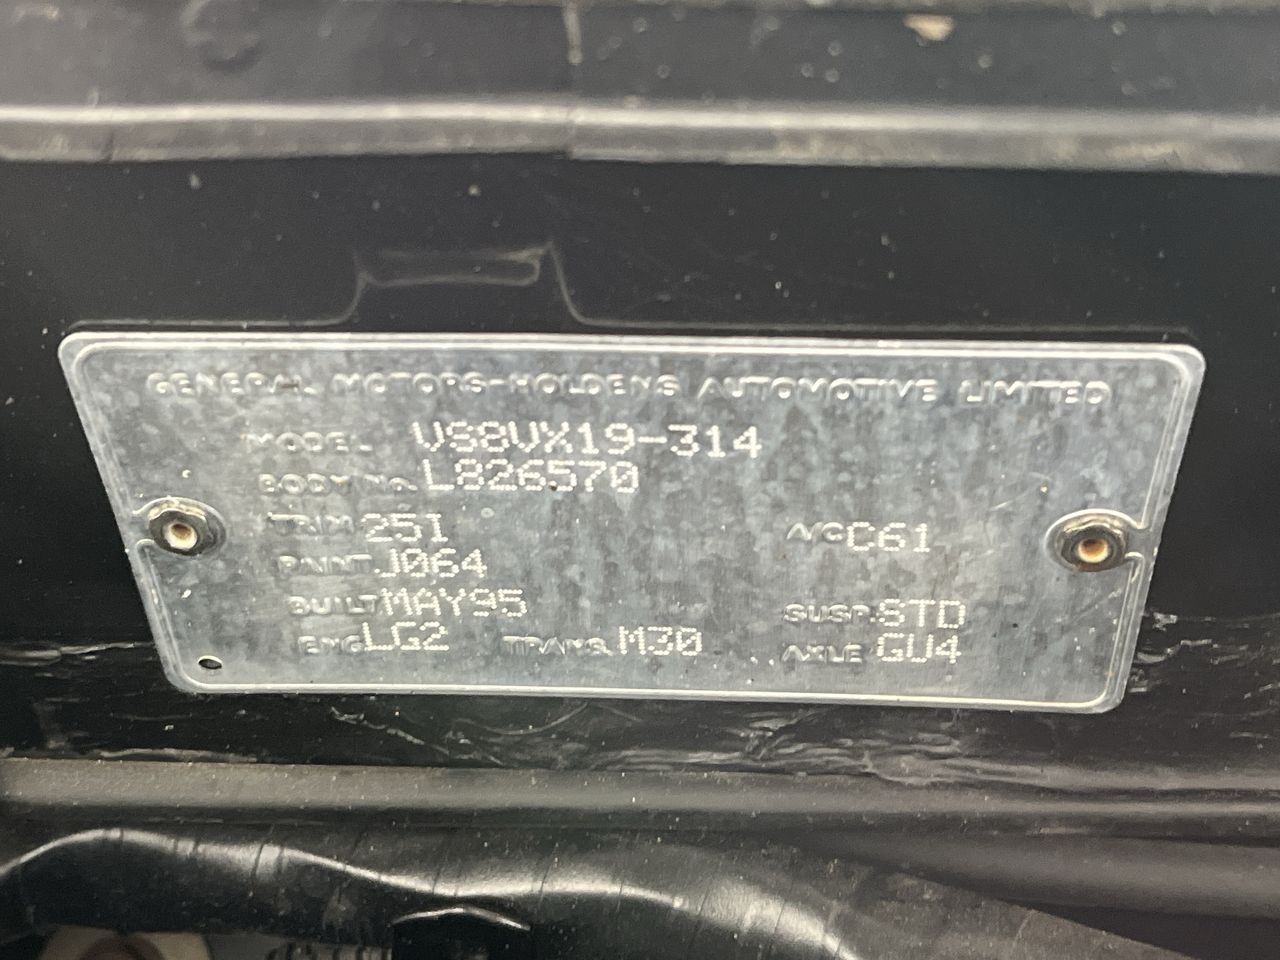 GENERAL MOTORS-HOLDENS AUTOMOTIVE LIMITED
MODEL VS8VX19-314
BODY No. L826570
TRIM 25I A/C C61
PAINT J064
BUILT MAY95 SUSP. STD
ENG LG2 TRANS. M30 AXLE GU4